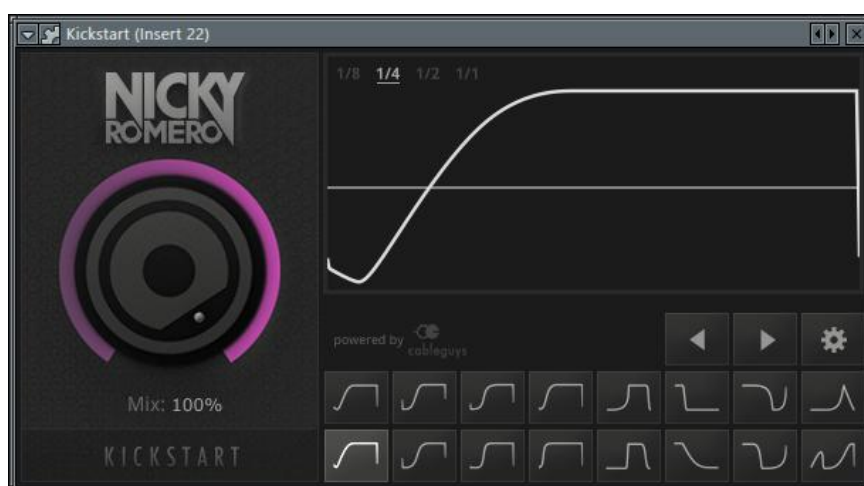 Kickstart (Insert 22)
NICKY
ROMERO
1/8 1/4 1/2 1/1
powered by cableguys
Mix: 100%
KICKSTART